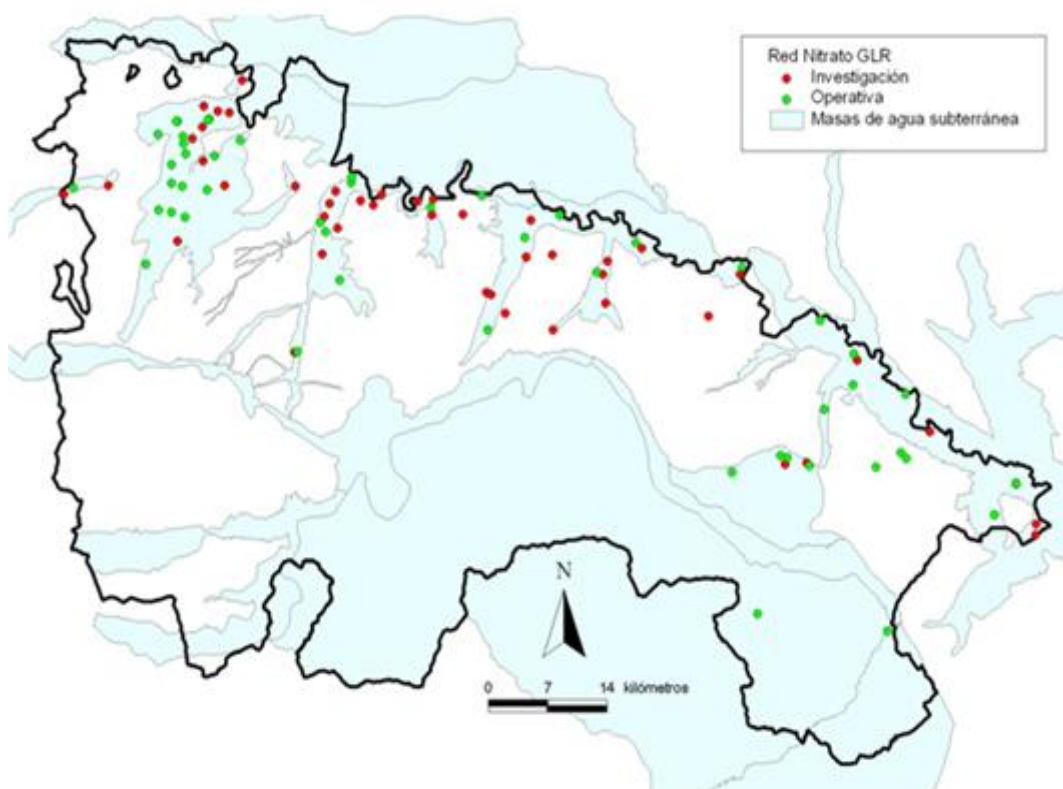 Red Nitrato GLR
Investigación
Operativa
Masas de agua subterránea
N
0 7 14 kilómetros